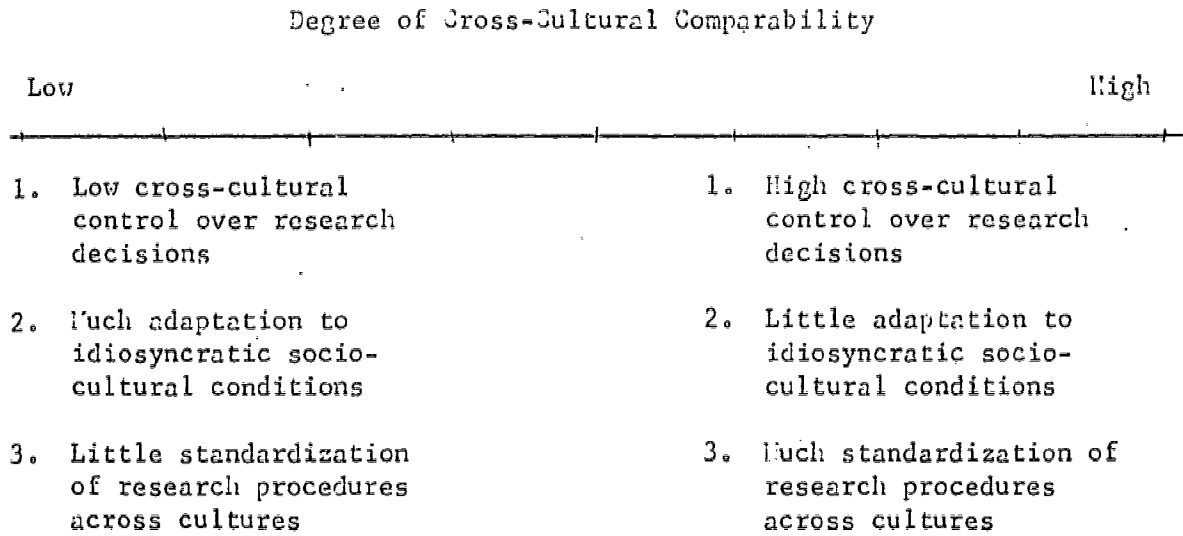 Degree of Cross-Cultural Comparability
Low High
1. Low cross-cultural
control over research
decisions
2. Much adaptation to
idiosyncratic socio-
cultural conditions
3. Little standardization
of research procedures
across cultures
1. High cross-cultural
control over research
decisions
2. Little adaptation to
idiosyncratic socio-
cultural conditions
3. Much standardization of
research procedures
across cultures